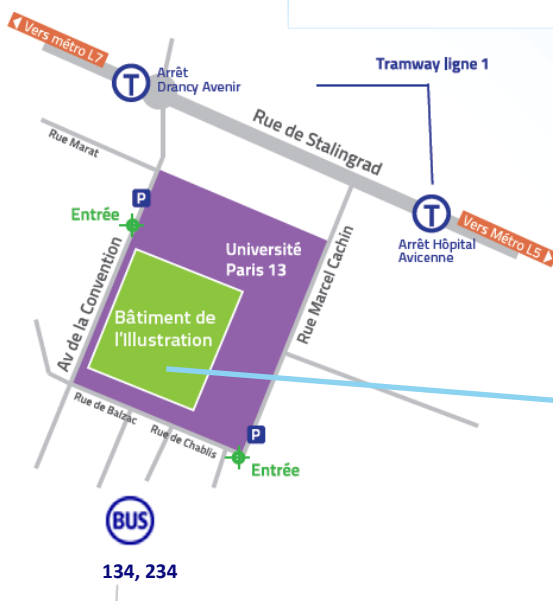 Vers métro L7
T
Arrêt
Drancy Avenir
Tramway ligne 1
Rue de Stalingrad
Rue Marat
P
Entrée
T
Arrêt Hôpital
Avicenne
Vers Métro L5
Université
Paris 13
Rue Marcel Cachin
Av de la Convention
Bâtiment de
l'Illustration
Rue de Balzac
Rue de Chablis
P
Entrée
BUS
134, 234